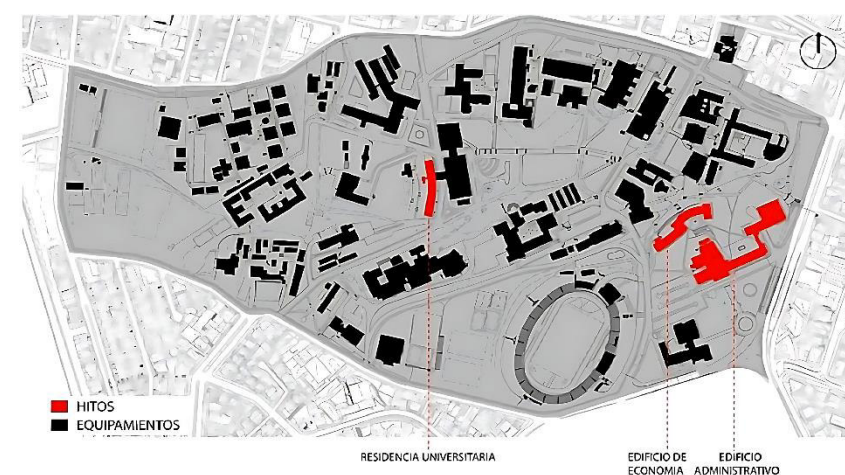 HITOS
EQUIPAMIENTOS
RESIDENCIA UNIVERSITARIA
EDIFICIO DE
ECONOMIA
EDIFICIO
ADMINISTRATIVO